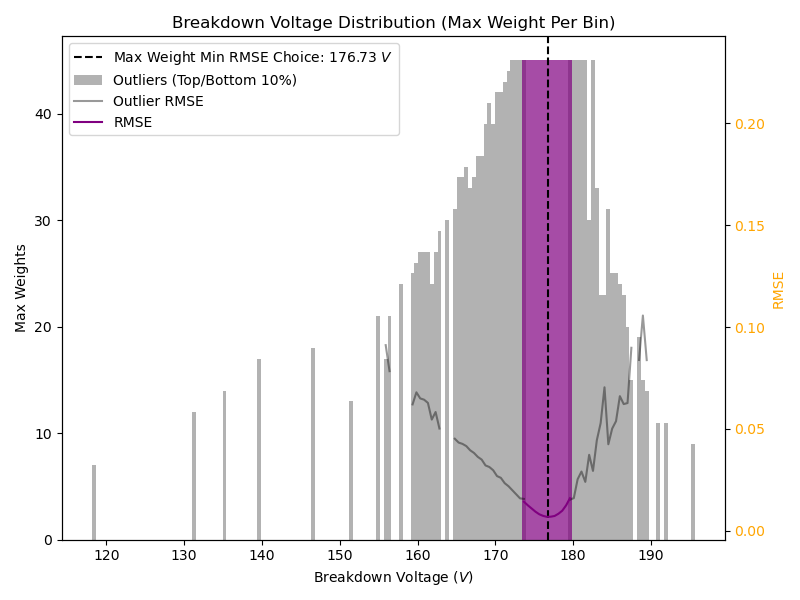 Breakdown Voltage Distribution (Max Weight Per Bin)
Max Weight Min RMSE Choice: 176.73 V
Outliers (Top/Bottom 10%)
Outlier RMSE
RMSE
Max Weights
40
30
20
10
0
0.20
0.15
0.10
0.05
0.00
RMSE
120 130 140 150 160 170 180 190
Breakdown Voltage (V)